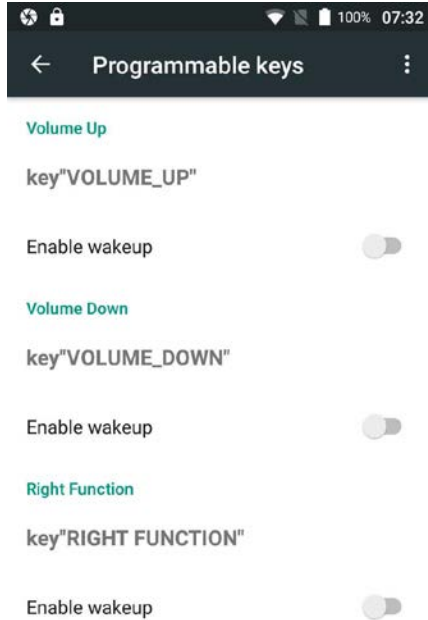 100% 07:32
Programmable keys
Volume Up
key"VOLUME_UP"
Enable wakeup
Volume Down
key"VOLUME_DOWN"
Enable wakeup
Right Function
key"RIGHT FUNCTION"
Enable wakeup